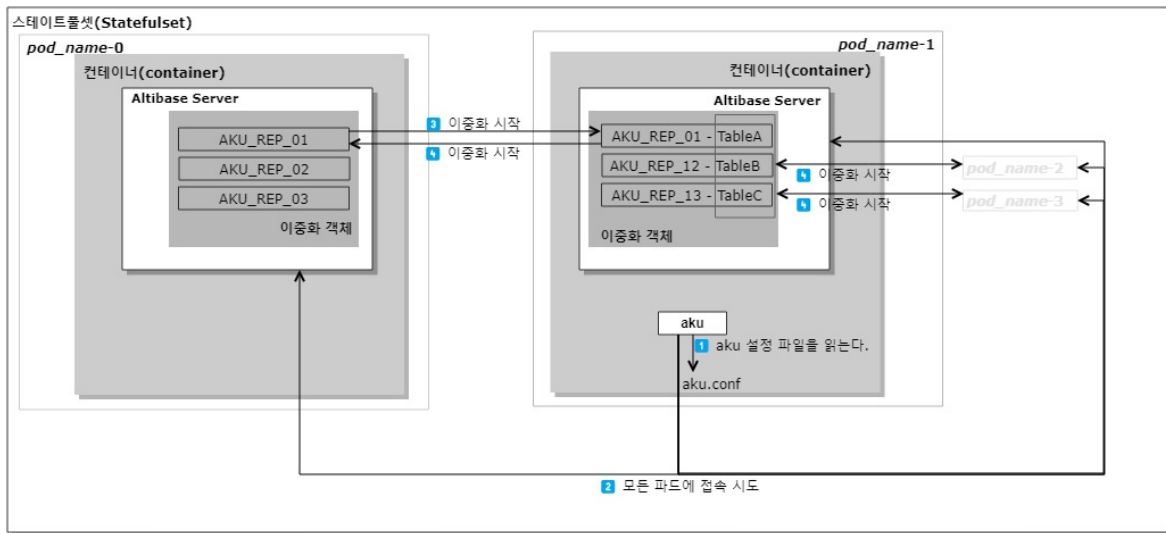 스테이트풀셋(Statefulset)
pod_name-0
컨테이너(container)
Altibase Server
AKU_REP_01
AKU_REP_02
AKU_REP_03
이중화 객체
3 이중화 시작
4 이중화 시작
pod_name-1
컨테이너(container)
Altibase Server
AKU_REP_01 - TableA
AKU_REP_12 - TableB
AKU_REP_13 - TableC
이중화 객체
4 이중화 시작
4 이중화 시작
pod_name-2
pod_name-3
aku
1 aku 설정 파일을 읽는다.
aku.conf
2 모든 파드에 접속 시도